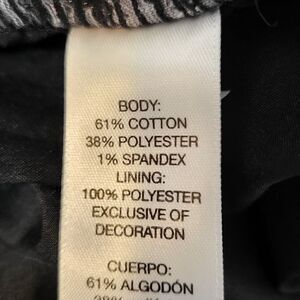 BODY:
61% COTTON
38% POLYESTER
1% SPANDEX
LINING:
100% POLYESTER
EXCLUSIVE OF
DECORATION
CUERPO:
61% ALGODÓN